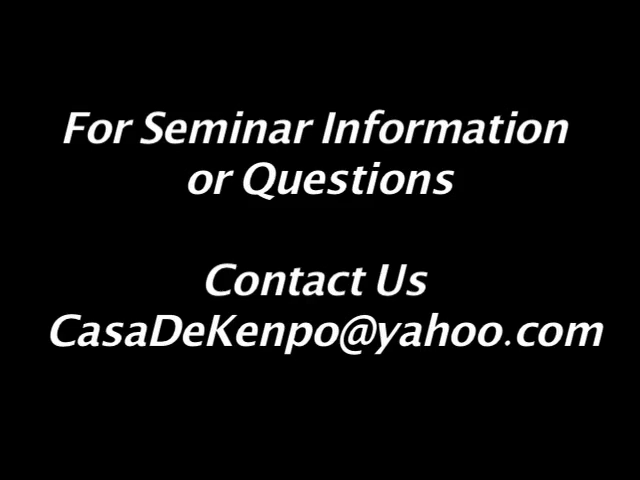 For Seminar Information
or Questions
Contact Us
CasaDeKenpo@yahoo.com